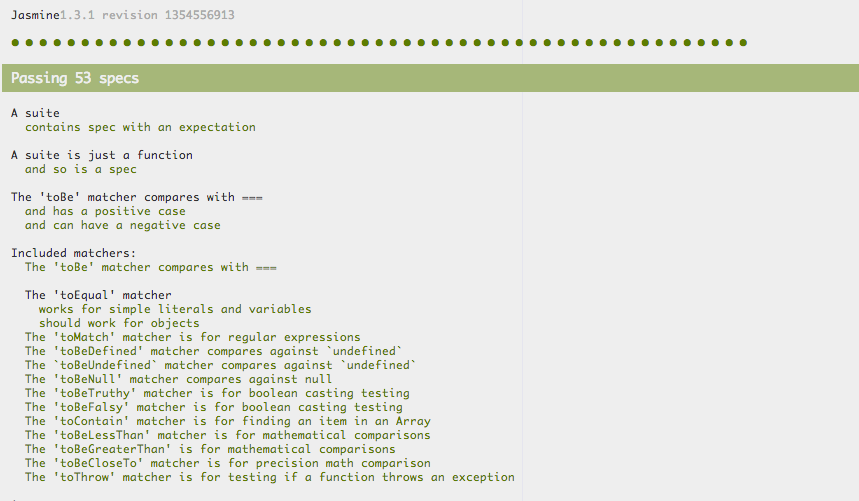 Jasmine1.3.1 revision 1354556913
Passing 53 specs
A suite
contains spec with an expectation
A suite is just a function
and so is a spec
The 'toBe' matcher compares with ===
and has a positive case
and can have a negative case
Included matchers:
The 'toBe' matcher compares with ===
The 'toEqual' matcher
works for simple literals and variables
should work for objects
The 'toMatch' matcher is for regular expressions
The 'toBeDefined' matcher compares against `undefined`
The `toBeUndefined` matcher compares against `undefined`
The 'toBeNull' matcher compares against null
The 'toBeTruthy' matcher is for boolean casting testing
The 'toBeFalsy' matcher is for boolean casting testing
The 'toContain' matcher is for finding an item in an Array
The 'toBeLessThan' matcher is for mathematical comparisons
The 'toBeGreaterThan' is for mathematical comparisons
The 'toBeCloseTo' matcher is for precision math comparison
The 'toThrow' matcher is for testing if a function throws an exception